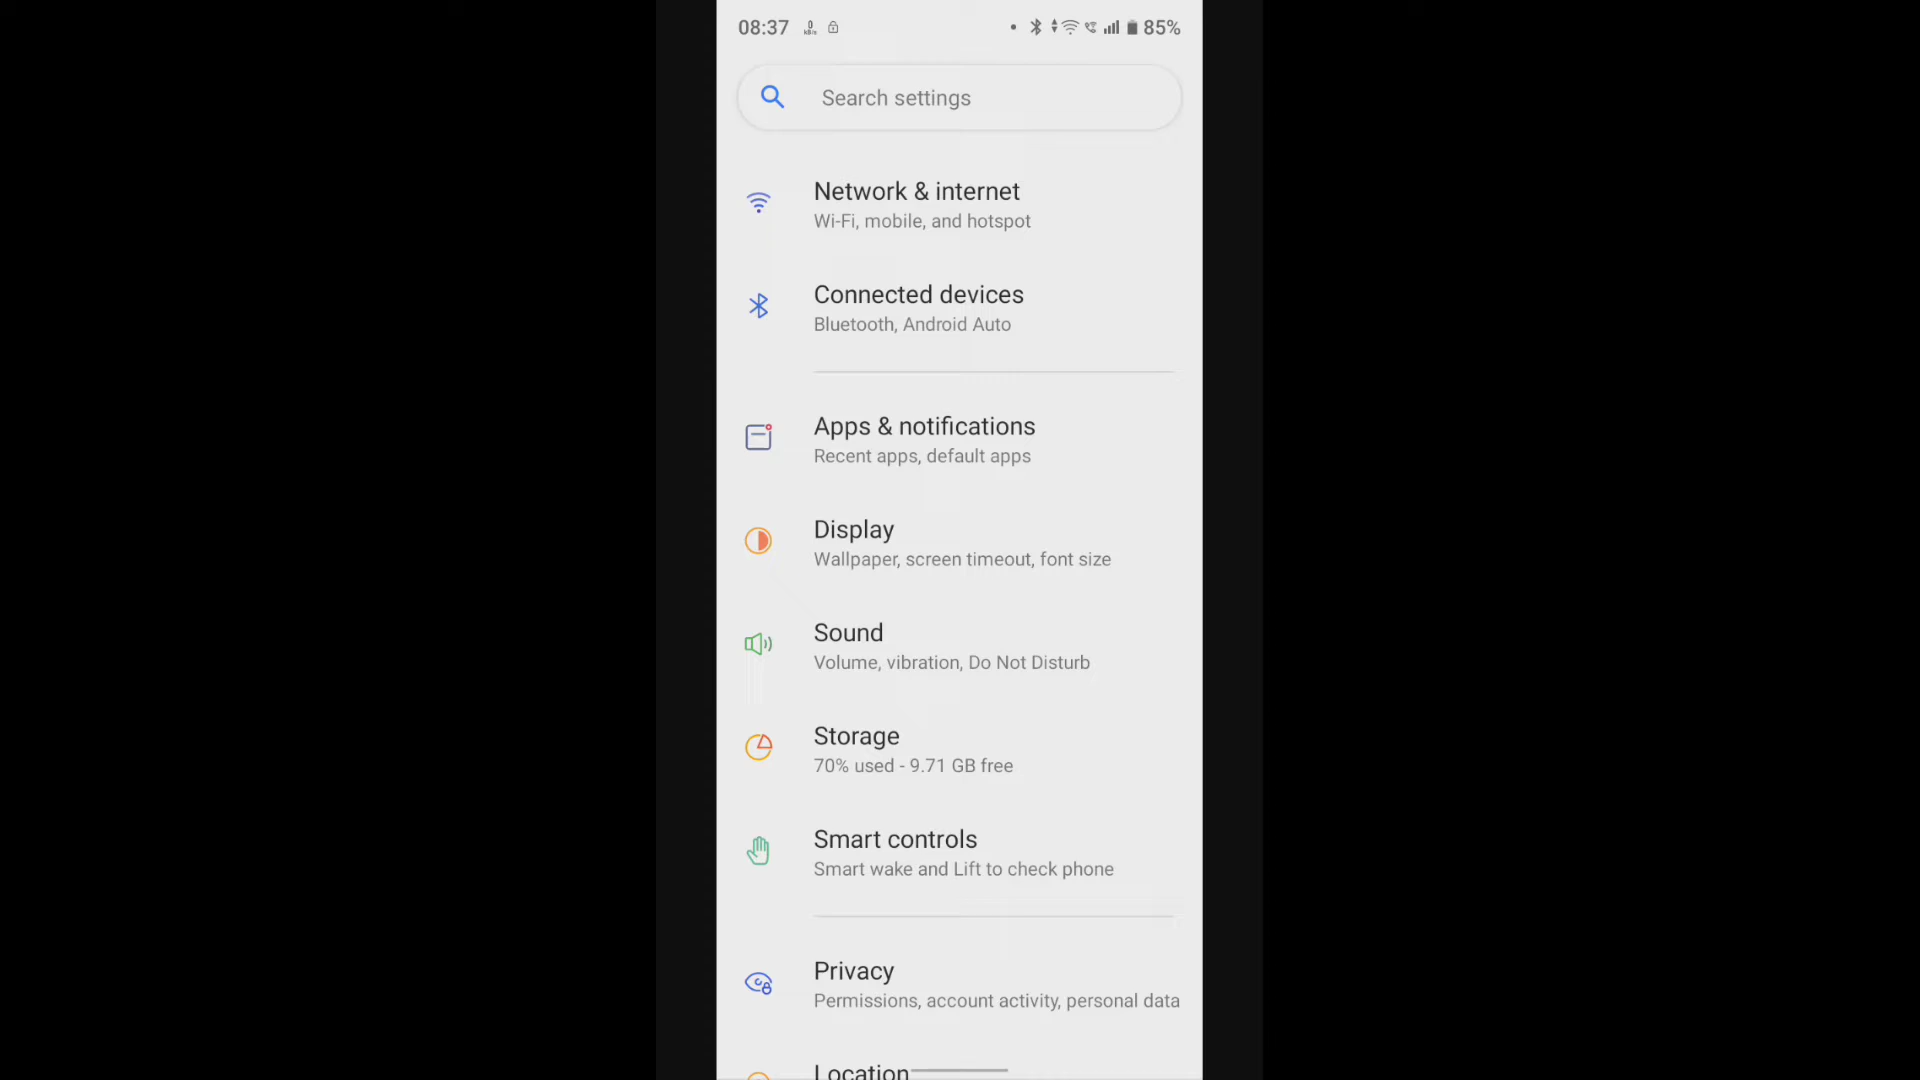 08:37 0 kB/s 85%
Search settings
Network & internet
Wi-Fi, mobile, and hotspot
Connected devices
Bluetooth, Android Auto
Apps & notifications
Recent apps, default apps
Display
Wallpaper, screen timeout, font size
Sound
Volume, vibration, Do Not Disturb
Storage
70% used - 9.71 GB free
Smart controls
Smart wake and Lift to check phone
Privacy
Permissions, account activity, personal data
Location